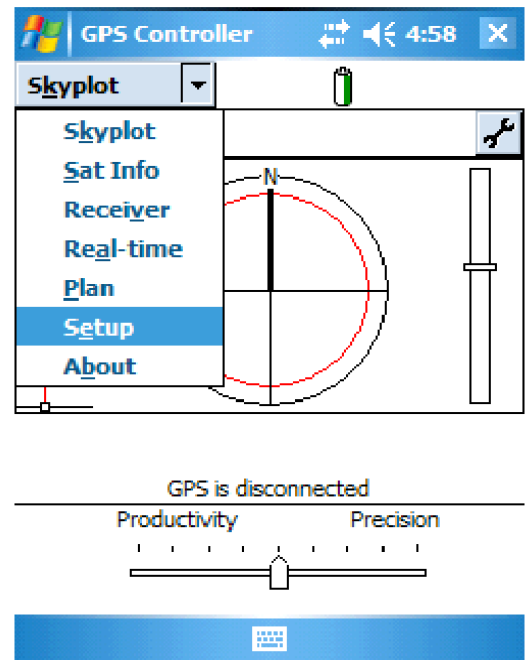 GPS Controller 4:58
Skyplot
Skyplot
Sat Info
Receiver
Real-time
Plan
Setup
About
N
GPS is disconnected
Productivity Precision